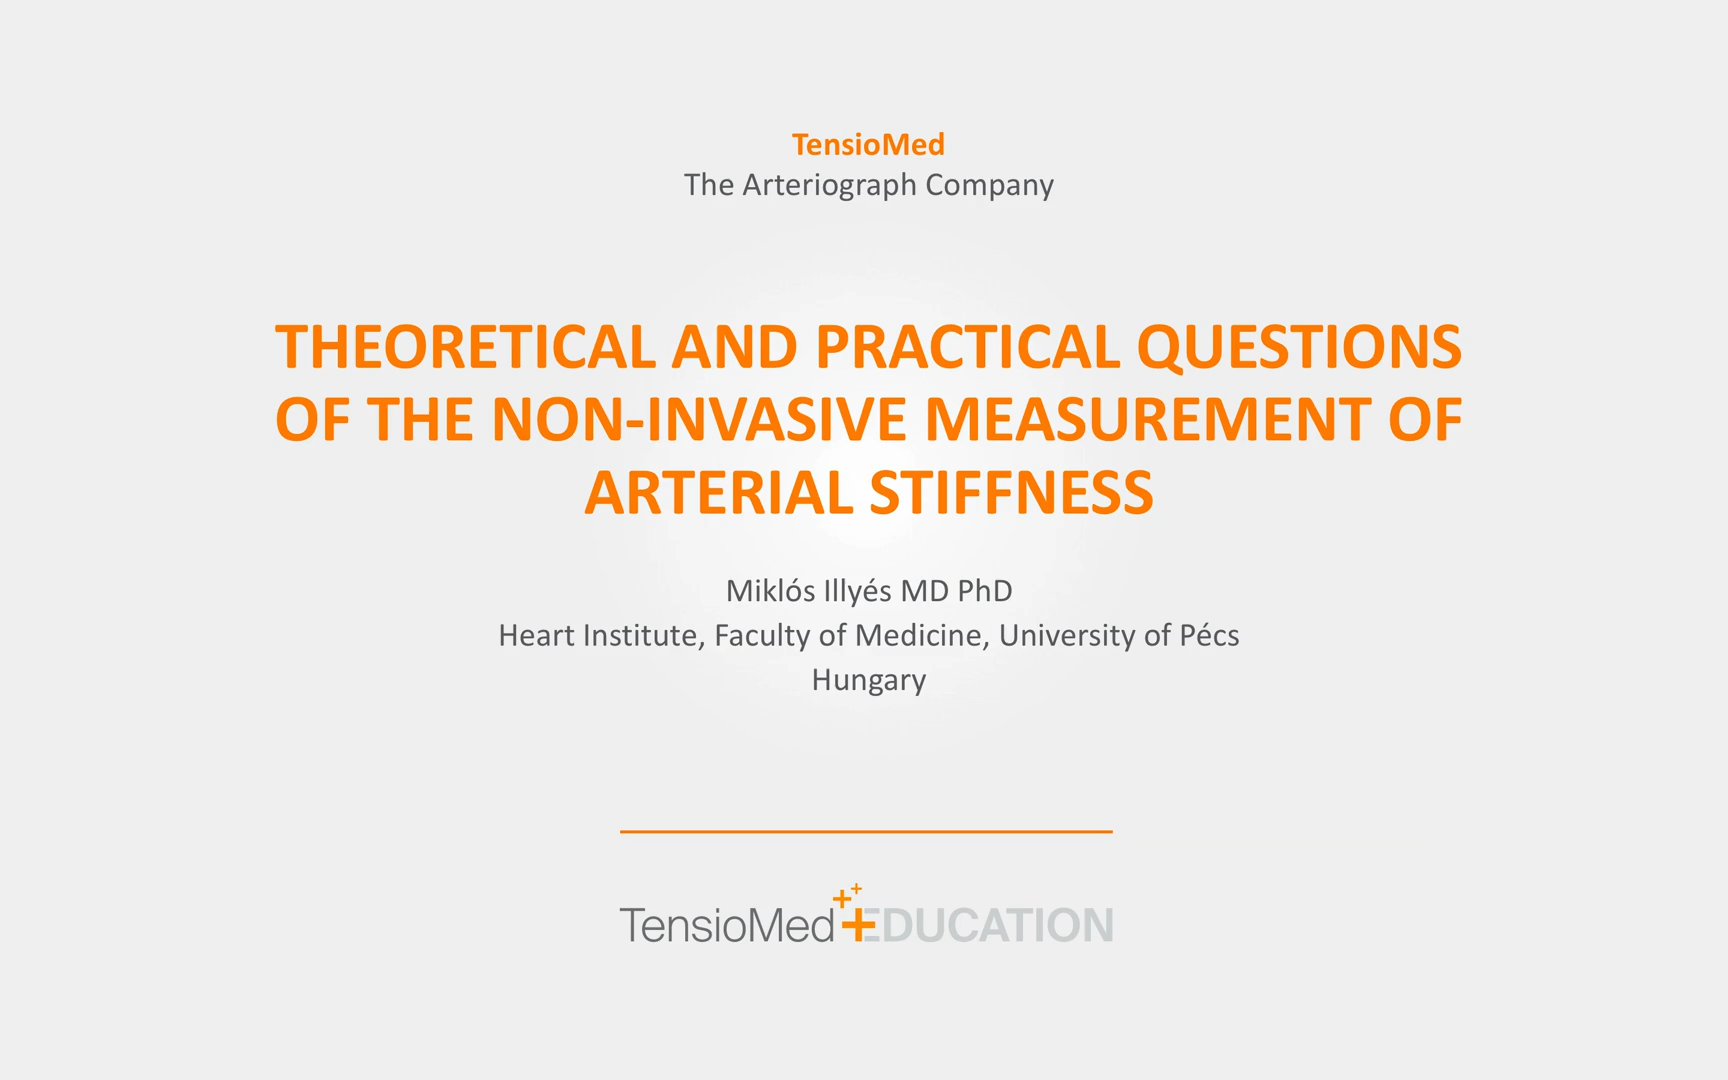 TensioMed
The Arteriograph Company
THEORETICAL AND PRACTICAL QUESTIONS
OF THE NON-INVASIVE MEASUREMENT OF
ARTERIAL STIFFNESS
Miklós Illyés MD PhD
Heart Institute, Faculty of Medicine, University of Pécs
Hungary
TensioMed EDUCATION